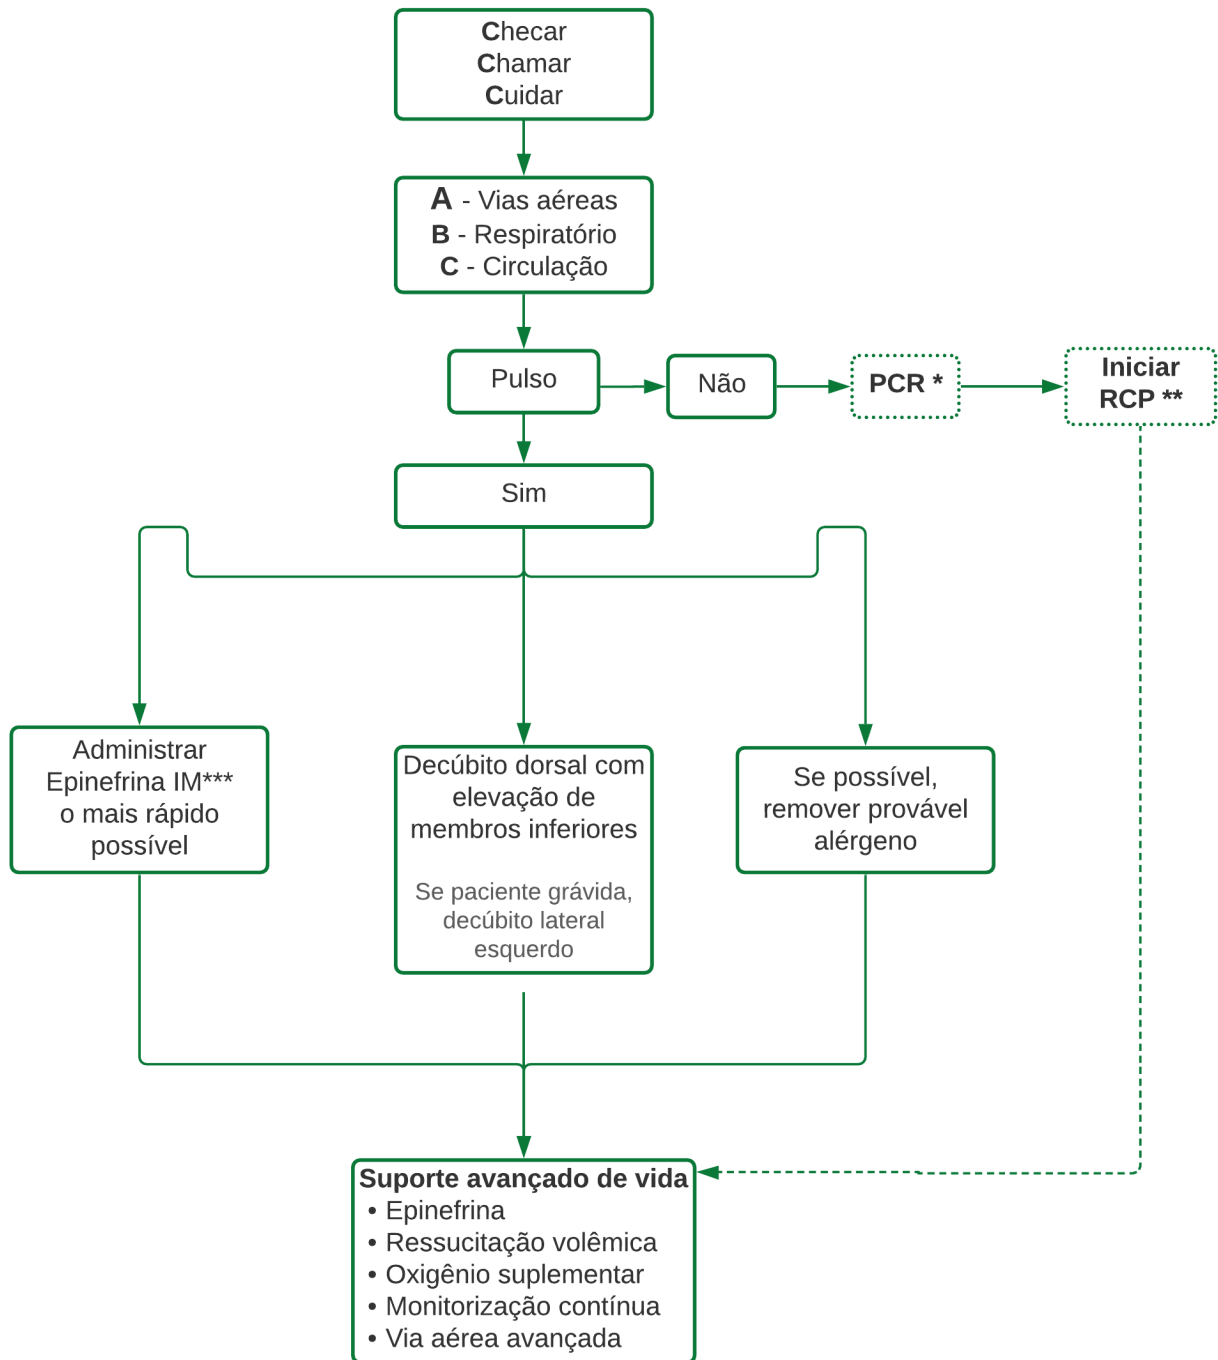 Checar
Chamar
Cuidar
A - Vias aéreas
B - Respiratório
C - Circulação
Pulso
Não
PCR *
Iniciar
RCP **
Sim
Administrar
Epinefrina IM***
o mais rápido
possível
Decúbito dorsal com
elevação de
membros inferiores
Se paciente grávida,
decúbito lateral
esquerdo
Se possível,
remover provável
alérgeno
Suporte avançado de vida
• Epinefrina
• Ressucitação volêmica
• Oxigênio suplementar
• Monitorização contínua
• Via aérea avançada